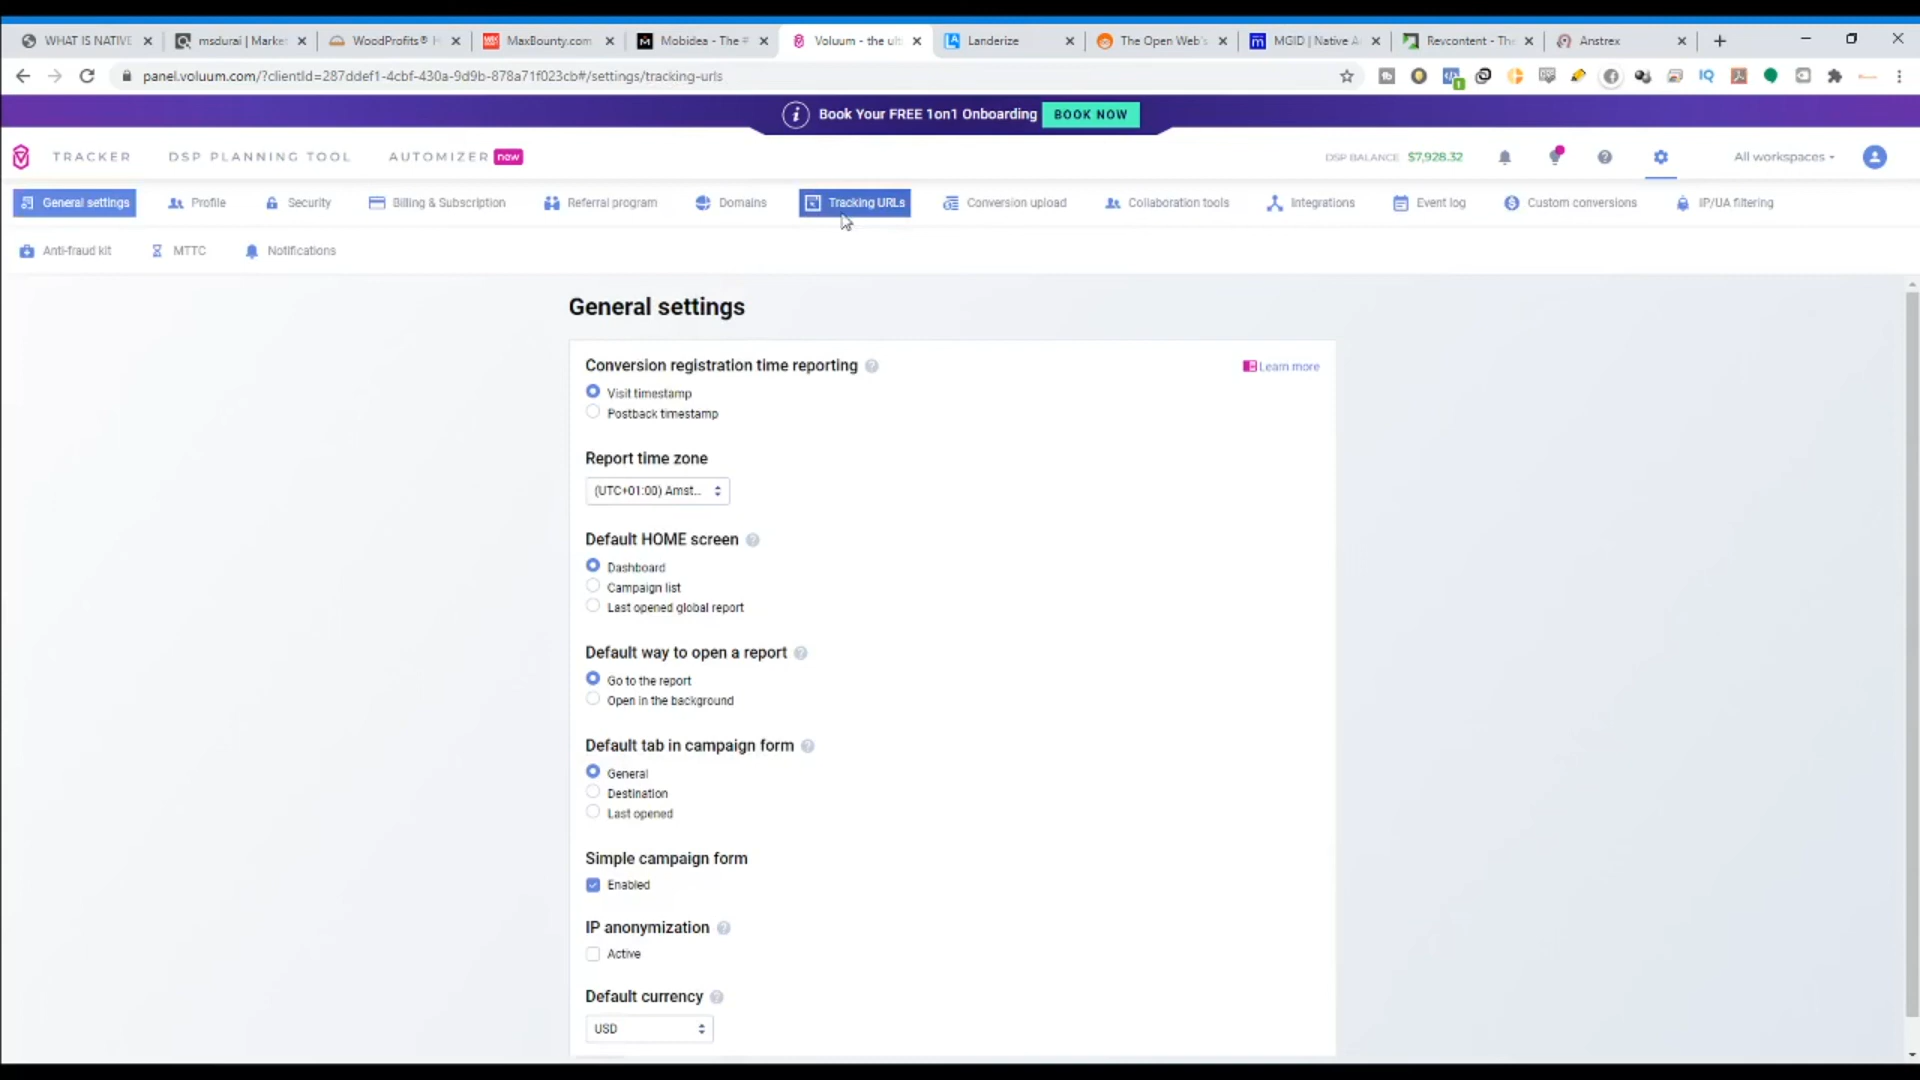 WHAT IS NATIVE
msdurai | Marke
WoodProfits®
MaxBounty.com
Mobidea - The
Voluum - the ult
Landerize
The Open Web's
MGID | Native A
Revcontent - The
Anstrex
panel.voluum.com/?clientId=287ddef1-4cbf-430a-9d9b-878a71f023cb#/settings/tracking-urls
IQ
Book Your FREE 1on1 Onboarding BOOK NOW
TRACKER DSP PLANNING TOOL AUTOMIZER new DSP BALANCE $7,928.32 All workspaces
General settings Profile Security Billing & Subscription Referral program Domains Tracking URLs Conversion upload Collaboration tools Integrations Event log Custom conversions IP/UA filtering
Anti-fraud kit MTTC Notifications
General settings
Conversion registration time reporting Learn more
Visit timestamp
Postback timestamp
Report time zone
(UTC+01:00) Amst...
Default HOME screen
Dashboard
Campaign list
Last opened global report
Default way to open a report
Go to the report
Open in the background
Default tab in campaign form
General
Destination
Last opened
Simple campaign form
Enabled
IP anonymization
Active
Default currency
USD